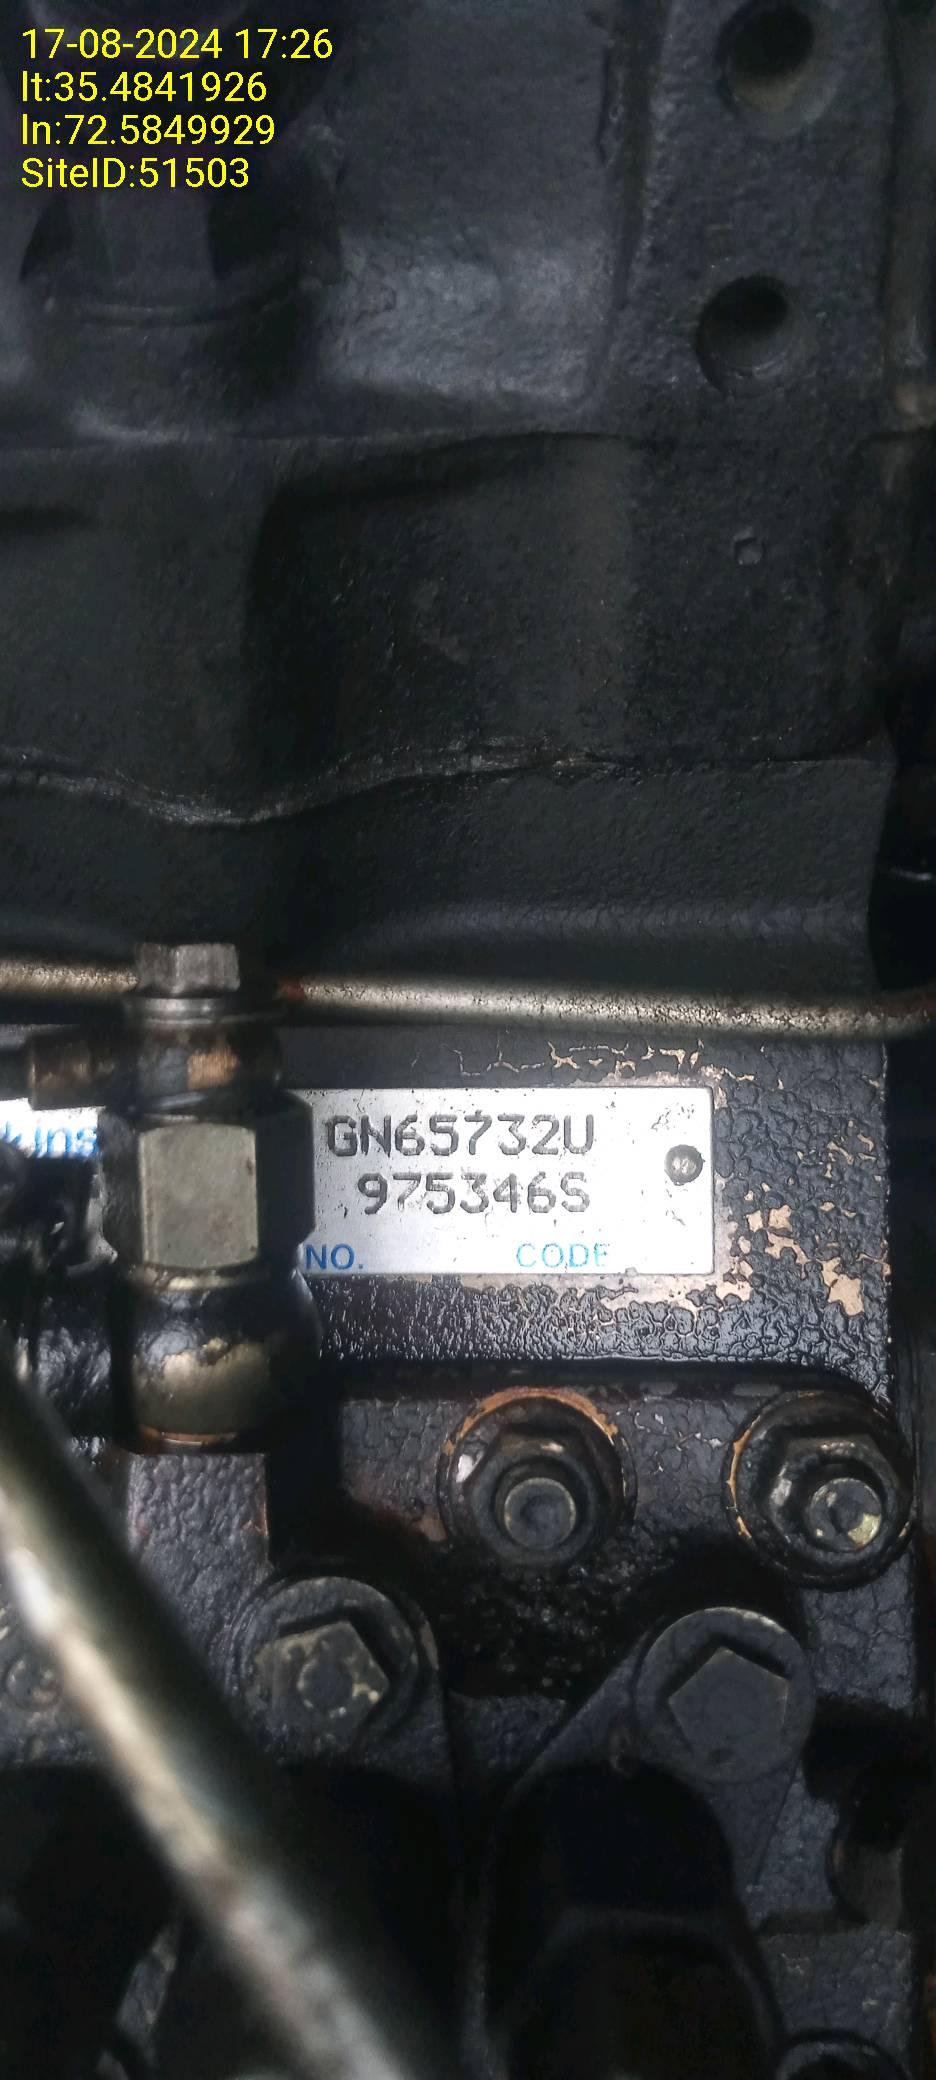 17-08-2024 17:26
lt:35.4841926
ln:72.5849929
SiteID:51503
GN65732U
975346S
NO. CODE